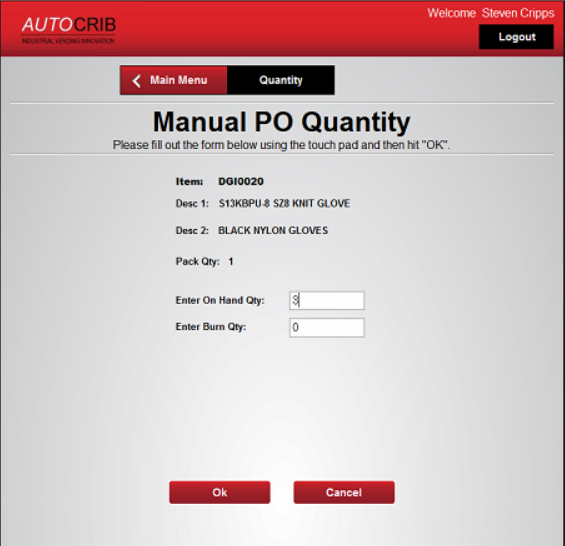 Welcome Steven Cripps
AUTOCRIB
INDUSTRIAL VENDING INNOVATION
Logout
Main Menu
Quantity
Manual PO Quantity
Please fill out the form below using the touch pad and then hit "OK".
Item: DGI0020
Desc 1: S13KBPU-8 SZ8 KNIT GLOVE
Desc 2: BLACK NYLON GLOVES
Pack Qty: 1
Enter On Hand Qty: 3
Enter Burn Qty: 0
Ok
Cancel